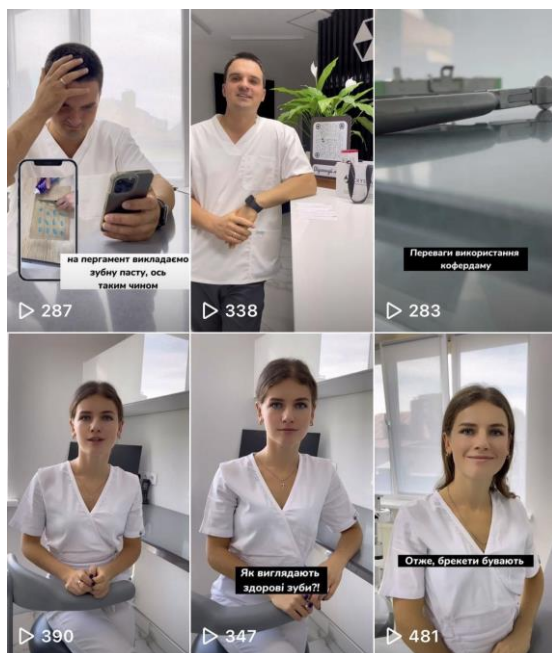 на пергамент викладаємо
зубну пасту, ось
таким чином
287
338
Переваги використання
кофердаму
283
390
Як виглядають
здорові зуби?!
347
Отже, брекети бувають
481